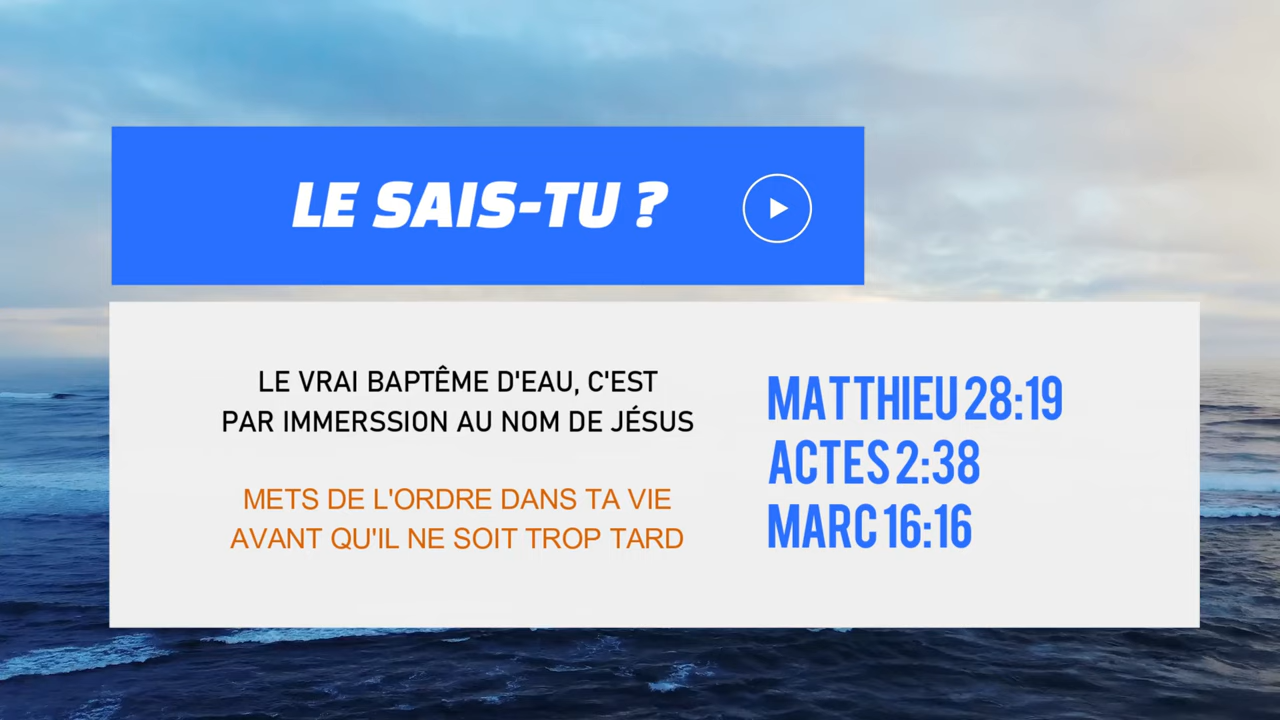 LE SAIS-TU ?
LE VRAI BAPTÊME D'EAU, C'EST
PAR IMMERSSION AU NOM DE JÉSUS
METS DE L'ORDRE DANS TA VIE
AVANT QU'IL NE SOIT TROP TARD
MATTHIEU 28:19
ACTES 2:38
MARC 16:16